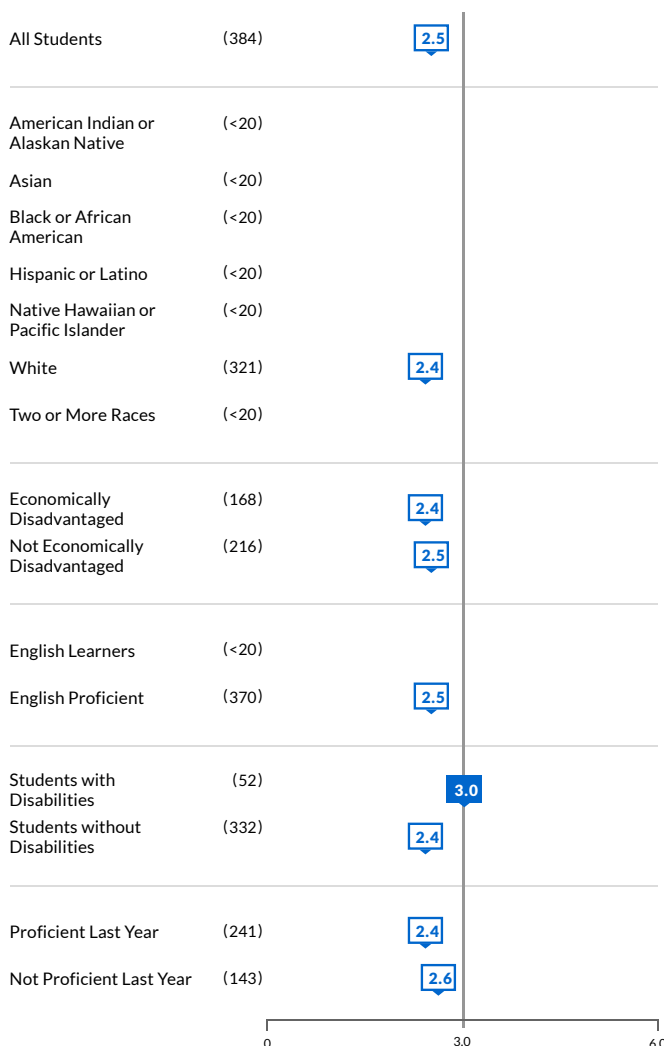 All Students (384) 2.5
American Indian or
Alaskan Native (<20)
Asian (<20)
Black or African
American (<20)
Hispanic or Latino (<20)
Native Hawaiian or
Pacific Islander (<20)
White (321) 2.4
Two or More Races (<20)
Economically
Disadvantaged (168) 2.4
Not Economically
Disadvantaged (216) 2.5
English Learners (<20)
English Proficient (370) 2.5
Students with
Disabilities (52) 3.0
Students without
Disabilities (332) 2.4
Proficient Last Year (241) 2.4
Not Proficient Last Year (143) 2.6
0 3.0 6.0